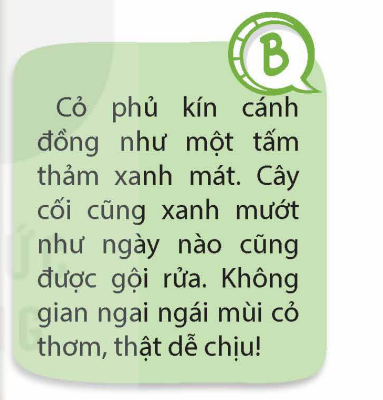 B
Cỏ phủ kín cánh
đồng như một tấm
thảm xanh mát. Cây
cối cũng xanh mướt
như ngày nào cũng
được gội rửa. Không
gian ngai ngái mùi cỏ
thơm, thật dễ chịu!